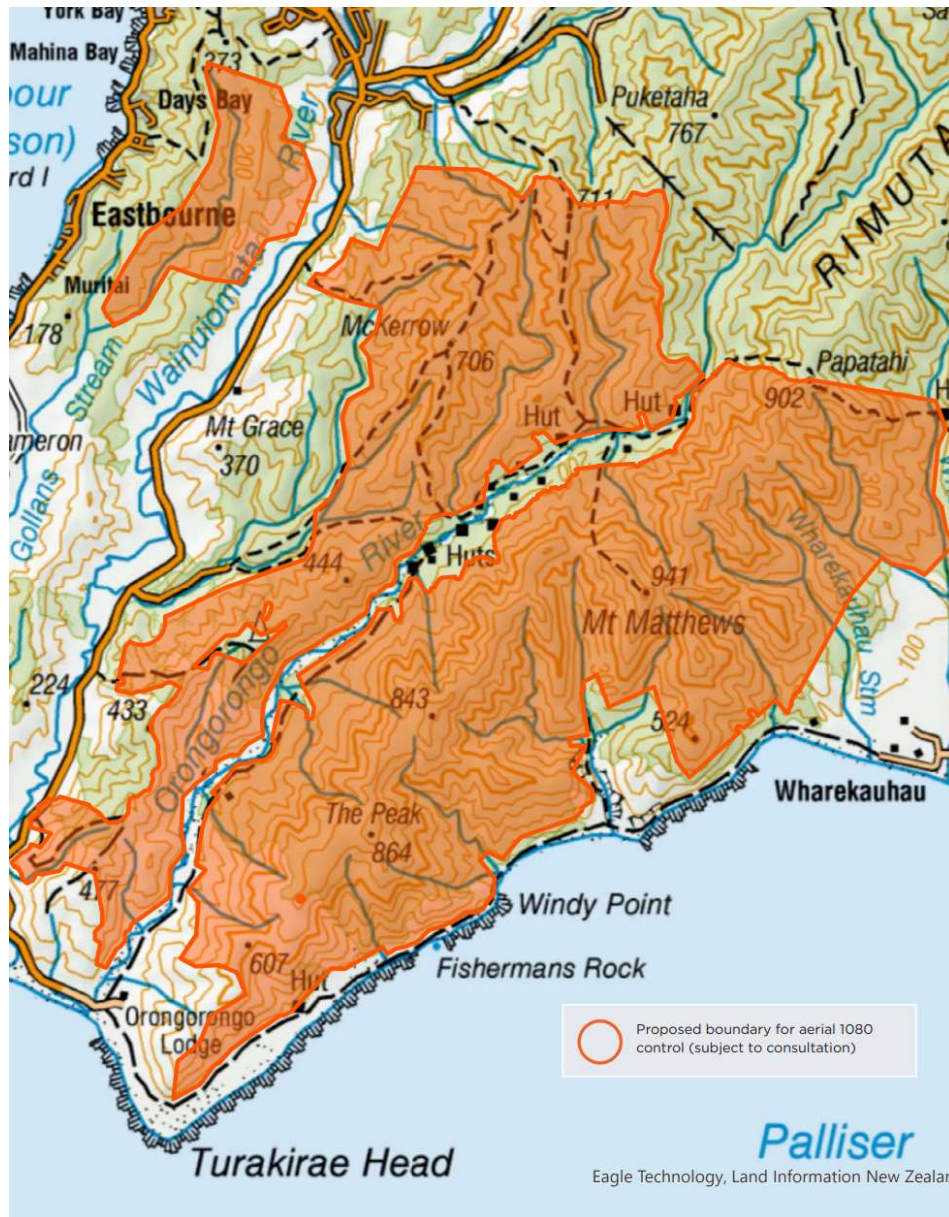 York Bay
Mahina Bay
273
Days Bay
our
son)
rd I
River
200
Puketaha
767
RIMUTA
Eastbourne
711
Muritai
178
Stream
Wainuiomata
McKerrow
706
Papatahi
902
Hut
Hut
Mt Grace
370
ameron
Gollans
300
River
Huts
444
Wharekauhau Stm
941
Mt Matthews
100
224
433
Orongorongo
843
524
Wharekauhau
The Peak
864
477
Windy Point
607
Hut
Fishermans Rock
Orongorongo
Lodge
Proposed boundary for aerial 1080
control (subject to consultation)
Turakirae Head
Palliser
Eagle Technology, Land Information New Zealan